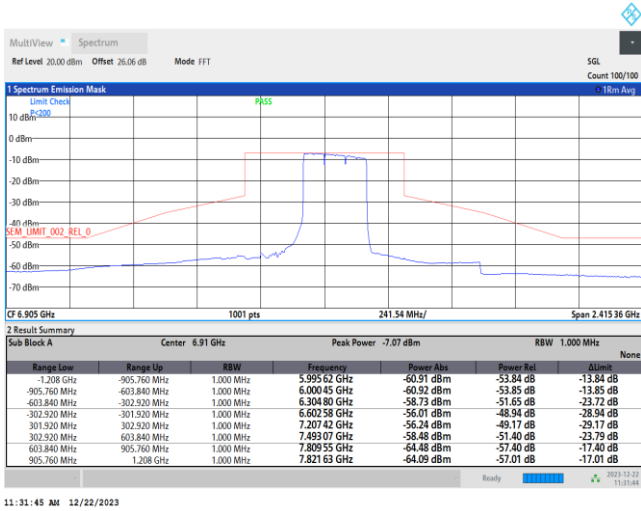 MultiView Spectrum
Ref Level 20.00 dBm Offset 26.06 dB Mode FFT SGL
Count 100/100
1 Spectrum Emission Mask 1Rm Avg
Limit Check PASS
P<200
10 dBm
0 dBm
-10 dBm
-20 dBm
-30 dBm
-40 dBm
SEM_LIMIT_002_REL_0
-50 dBm
-60 dBm
-70 dBm
CF 6.905 GHz 1001 pts 241.54 MHz/ Span 2.415 36 GHz
2 Result Summary
Sub Block A Center 6.91 GHz Peak Power -7.07 dBm RBW 1.000 MHz
None
Range Low Range Up RBW Frequency Power Abs Power Rel ΔLimit
-1.208 GHz -905.760 MHz 1.000 MHz 5.995 62 GHz -60.91 dBm -53.84 dB -13.84 dB
-905.760 MHz -603.840 MHz 1.000 MHz 6.000 45 GHz -60.92 dBm -53.85 dB -13.85 dB
-603.840 MHz -302.920 MHz 1.000 MHz 6.304 80 GHz -58.73 dBm -51.65 dB -23.72 dB
-302.920 MHz -301.920 MHz 1.000 MHz 6.602 58 GHz -56.01 dBm -48.94 dB -28.94 dB
301.920 MHz 302.920 MHz 1.000 MHz 7.207 42 GHz -56.24 dBm -49.17 dB -29.17 dB
302.920 MHz 603.840 MHz 1.000 MHz 7.493 07 GHz -58.48 dBm -51.40 dB -23.79 dB
603.840 MHz 905.760 MHz 1.000 MHz 7.809 55 GHz -64.48 dBm -57.40 dB -17.40 dB
905.760 MHz 1.208 GHz 1.000 MHz 7.821 63 GHz -64.09 dBm -57.01 dB -17.01 dB
Ready 2023-12-22
11:31:44
11:31:45 AM 12/22/2023